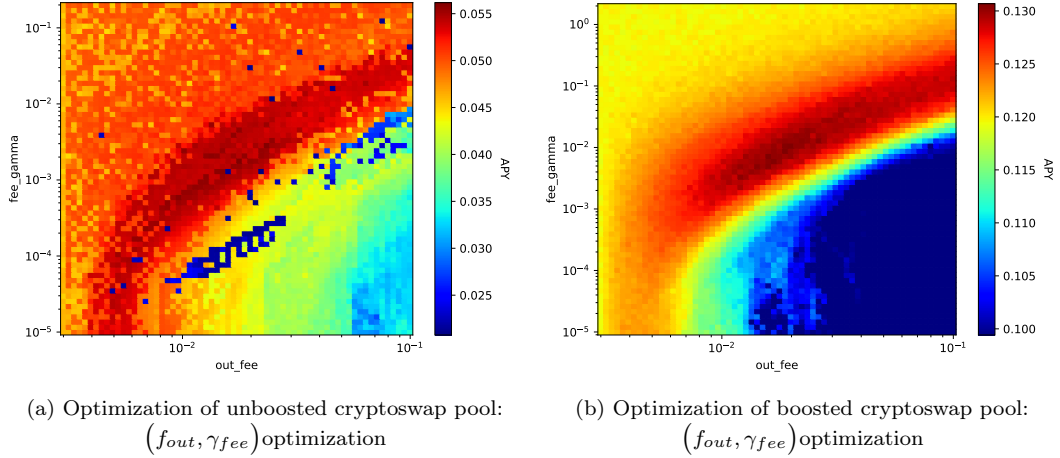 10⁻¹
10⁻²
10⁻³
10⁻⁴
10⁻⁵
fee_gamma
10⁻²
10⁻¹
out_fee
0.055
0.050
0.045
0.040
0.035
0.030
0.025
APY
10⁰
10⁻¹
10⁻²
10⁻³
10⁻⁴
10⁻⁵
fee_gamma
10⁻²
10⁻¹
out_fee
0.130
0.125
0.120
0.115
0.110
0.105
0.100
APY
(a) Optimization of unboosted cryptoswap pool:
(f_out, γ_fee) optimization
(b) Optimization of boosted cryptoswap pool:
(f_out, γ_fee) optimization